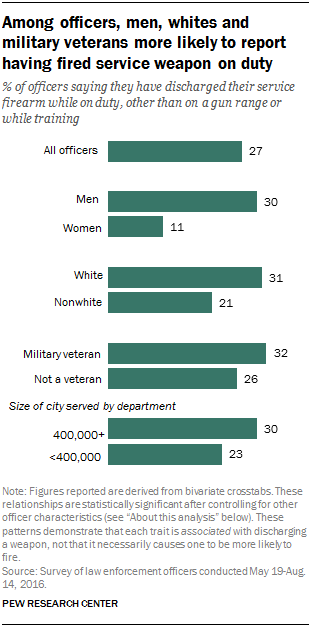 Among officers, men, whites and
military veterans more likely to report
having fired service weapon on duty
% of officers saying they have discharged their service
firearm while on duty, other than on a gun range or
while training
All officers 27
Men 30
Women 11
White 31
Nonwhite 21
Military veteran 32
Not a veteran 26
Size of city served by department
400,000+ 30
<400,000 23
Note: Figures reported are derived from bivariate crosstabs. These
relationships are statistically significant after controlling for other
officer characteristics (see “About this analysis” below). These
patterns demonstrate that each trait is associated with discharging
a weapon, not that it necessarily causes one to be more likely to
fire.
Source: Survey of law enforcement officers conducted May 19-Aug.
14, 2016.
PEW RESEARCH CENTER